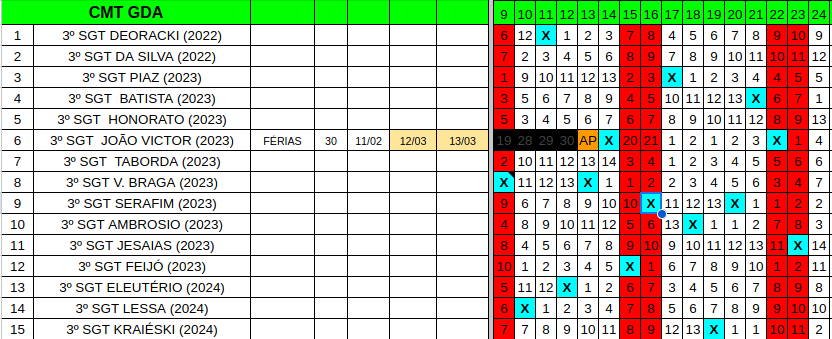 CMT GDA 9 10 11 12 13 14 15 16 17 18 19 20 21 22 23 24
1 3º SGT DEORACKI (2022) 6 12 X 1 2 3 7 8 4 5 6 7 8 9 10 9
2 3º SGT DA SILVA (2022) 7 2 3 4 5 6 8 9 7 8 9 10 11 10 11 12
3 3º SGT PIAZ (2023) 1 9 10 11 12 13 2 3 X 1 2 3 4 4 5 5
4 3º SGT BATISTA (2023) 3 5 6 7 8 9 4 5 10 11 12 13 X 6 7 1
5 3º SGT HONORATO (2023) 5 3 4 5 6 7 6 7 8 9 10 11 12 8 9 13
6 3º SGT JOÃO VICTOR (2023) FÉRIAS 30 11/02 12/03 13/03 19 28 29 30 AP X 20 21 1 2 1 2 3 X 1 4
7 3º SGT TABORDA (2023) 2 10 11 12 13 14 3 4 1 2 3 4 5 5 6 6
8 3º SGT V. BRAGA (2023) X 11 12 13 X 1 1 2 2 3 4 5 6 3 4 7
9 3º SGT SERAFIM (2023) 9 6 7 8 9 10 10 X 11 12 13 X 1 1 2 2
10 3º SGT AMBROSIO (2023) 4 8 9 10 11 12 5 6 13 X 1 1 2 7 8 3
11 3º SGT JESAIAS (2023) 8 4 5 6 7 8 9 10 9 10 11 12 13 11 X 14
12 3º SGT FEIJÓ (2023) 10 1 2 3 4 5 X 1 6 7 8 9 10 1 2 11
13 3º SGT ELEUTÉRIO (2024) 5 11 12 X 1 2 6 7 3 4 5 6 7 8 9 8
14 3º SGT LESSA (2024) 6 X 1 2 3 4 7 8 5 6 7 8 9 9 10 10
15 3º SGT KRAIÉSKI (2024) 7 7 8 9 10 11 8 9 12 13 X 1 1 10 11 2